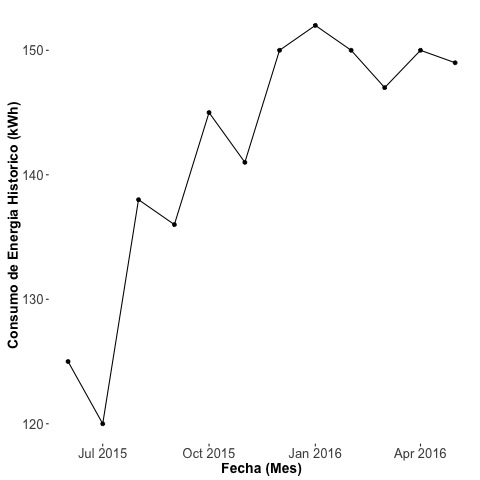 Consumo de Energia Historico (kWh)
150
140
130
120
Jul 2015 Oct 2015 Jan 2016 Apr 2016
Fecha (Mes)